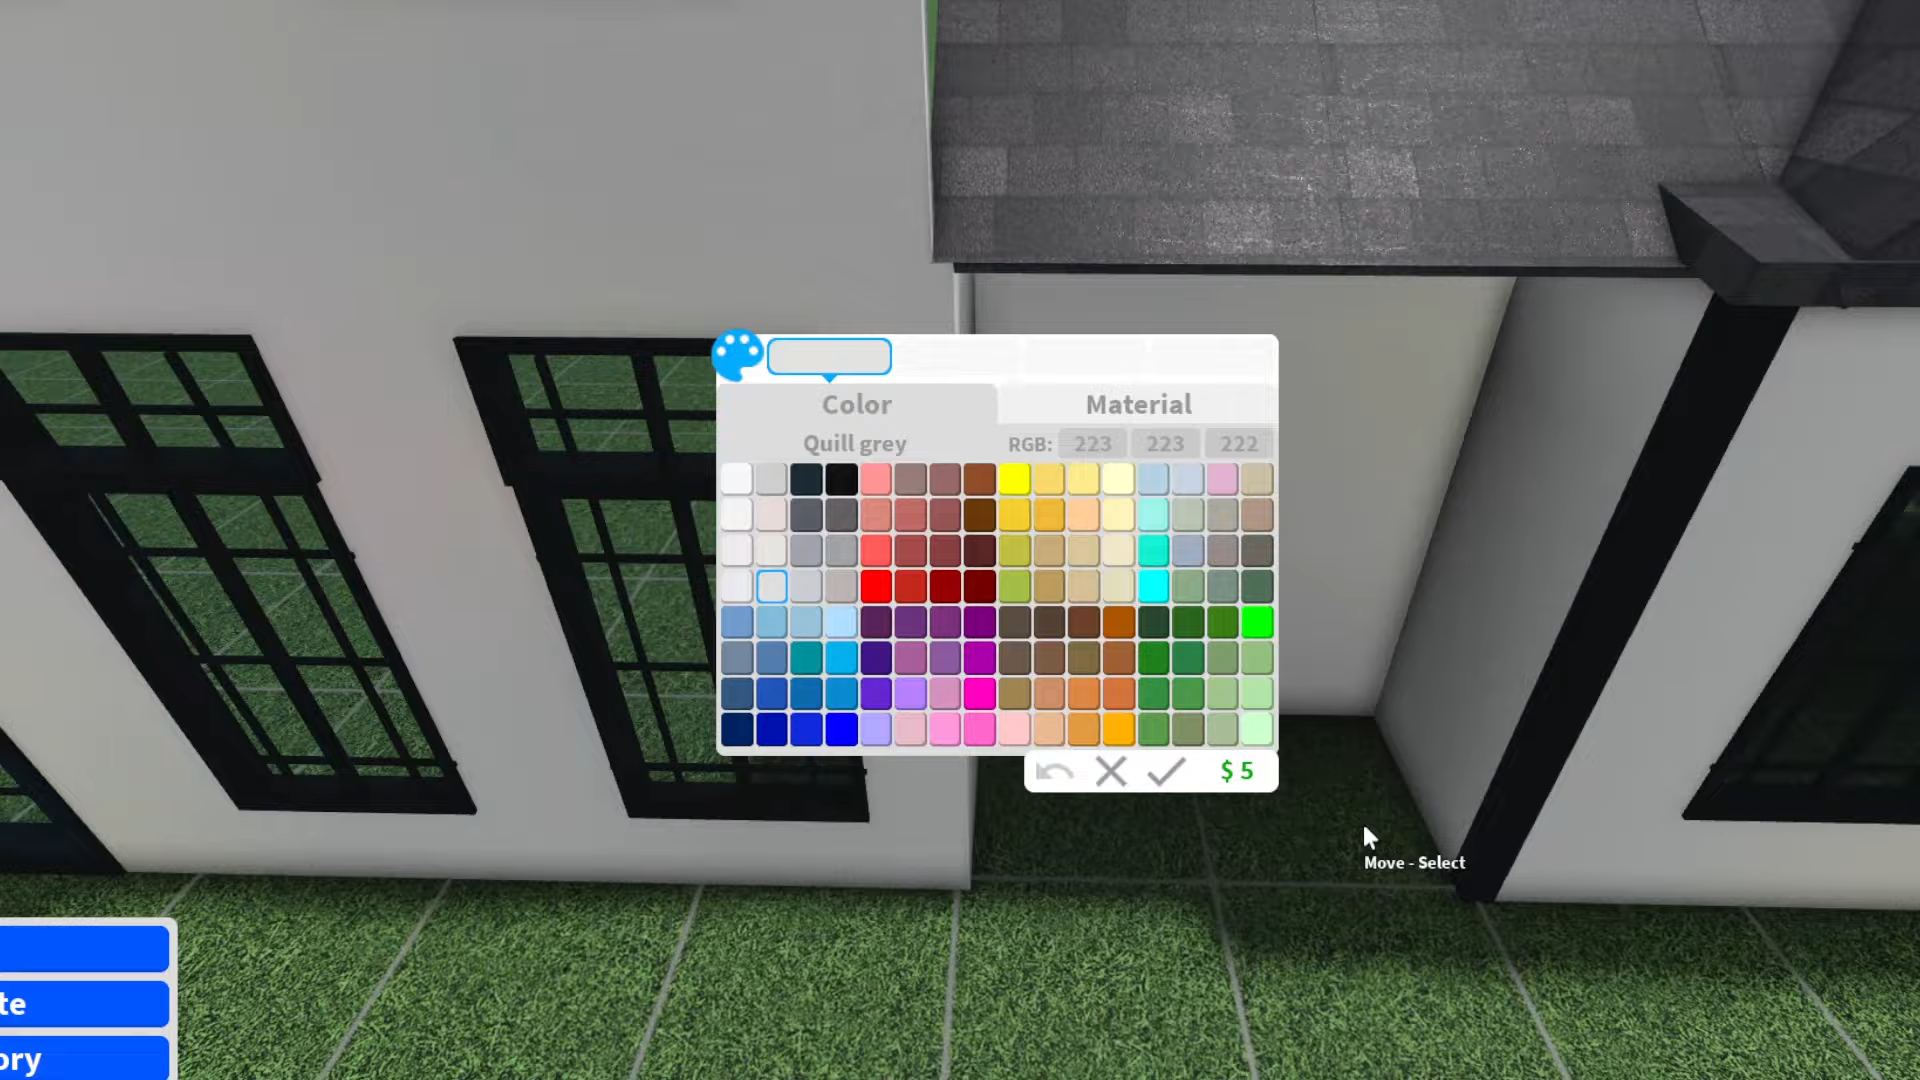 Color
Material
Quill grey
RGB: 223 223 222
$ 5
Move - Select
te
ory